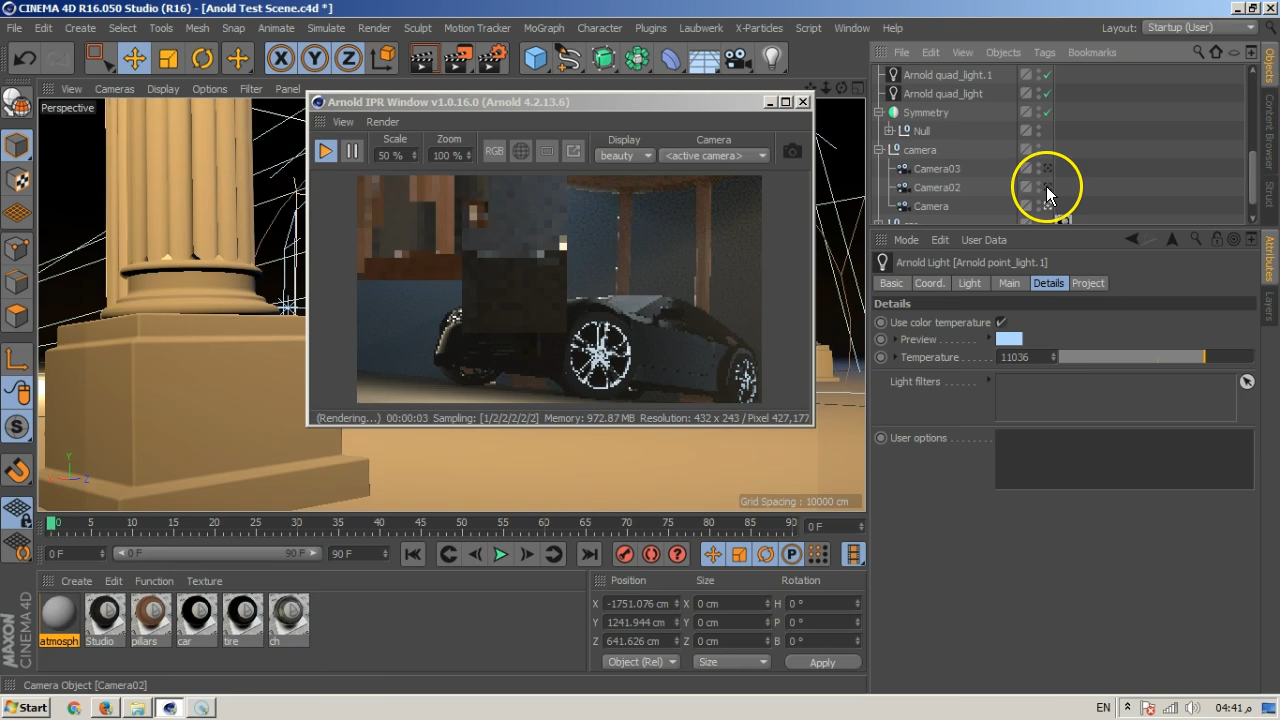 CINEMA 4D R16.050 Studio (R16) - [Anold Test Scene.c4d *]
File Edit Create Select Tools Mesh Snap Animate Simulate Render Sculpt Motion Tracker MoGraph Character Plugins Laubwerk X-Particles Script Window Help Layout: Startup (User)
File Edit View Objects Tags Bookmarks
X Y Z
View Cameras Display Options Filter Panel
Perspective
Arnold IPR Window v1.0.16.0 (Arnold 4.2.13.6)
View Render
Scale Zoom Display Camera
50 % 100 % RGB beauty <active camera>
(Rendering...) 00:00:03 Sampling: [1/2/2/2/2/2] Memory: 972.87 MB Resolution: 432 x 243 / Pixel 427,177
Grid Spacing : 10000 cm
Y
X Z
Arnold quad_light.1
Arnold quad_light
Symmetry
Null
camera
Camera03
Camera02
Camera
Objects
Content Browser
Struct
Attributes
Layers
Mode Edit User Data
Arnold Light [Arnold point_light.1]
Basic Coord. Light Main Details Project
Details
Use color temperature
Preview
Temperature 11036
Light filters
User options
0 5 10 15 20 25 30 35 40 45 50 55 60 65 70 75 80 85 90 0 F
0 F 0 F 90 F 90 F
Create Edit Function Texture
atmosph Studio pillars car tire ch
Position Size Rotation
X -1751.076 cm X 0 cm H 0 °
Y 1241.944 cm Y 0 cm P 0 °
Z 641.626 cm Z 0 cm B 0 °
Object (Rel) Size Apply
MAXON CINEMA 4D
Camera Object [Camera02]
Start EN 04:41 م